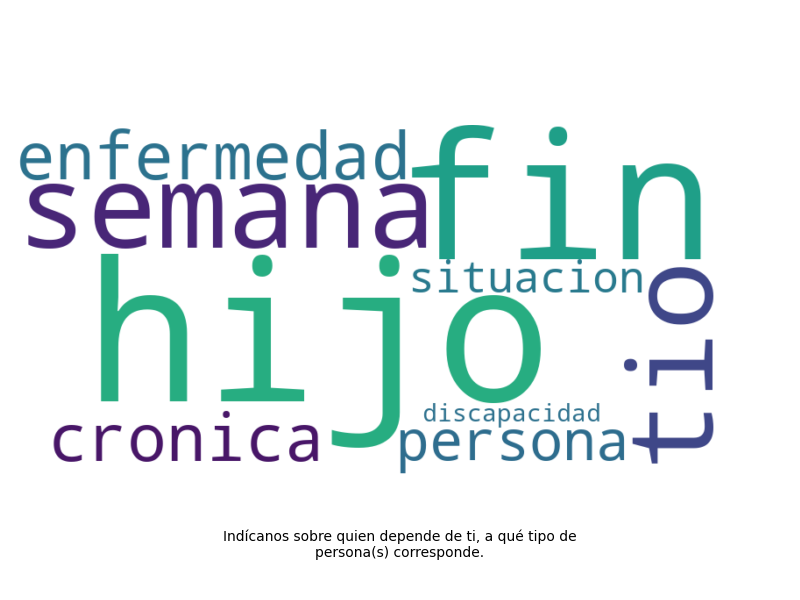 enfermedad
fin
semana
situacion
hijo
tio
discapacidad
cronica
persona
Indícanos sobre quien depende de ti, a qué tipo de
persona(s) corresponde.